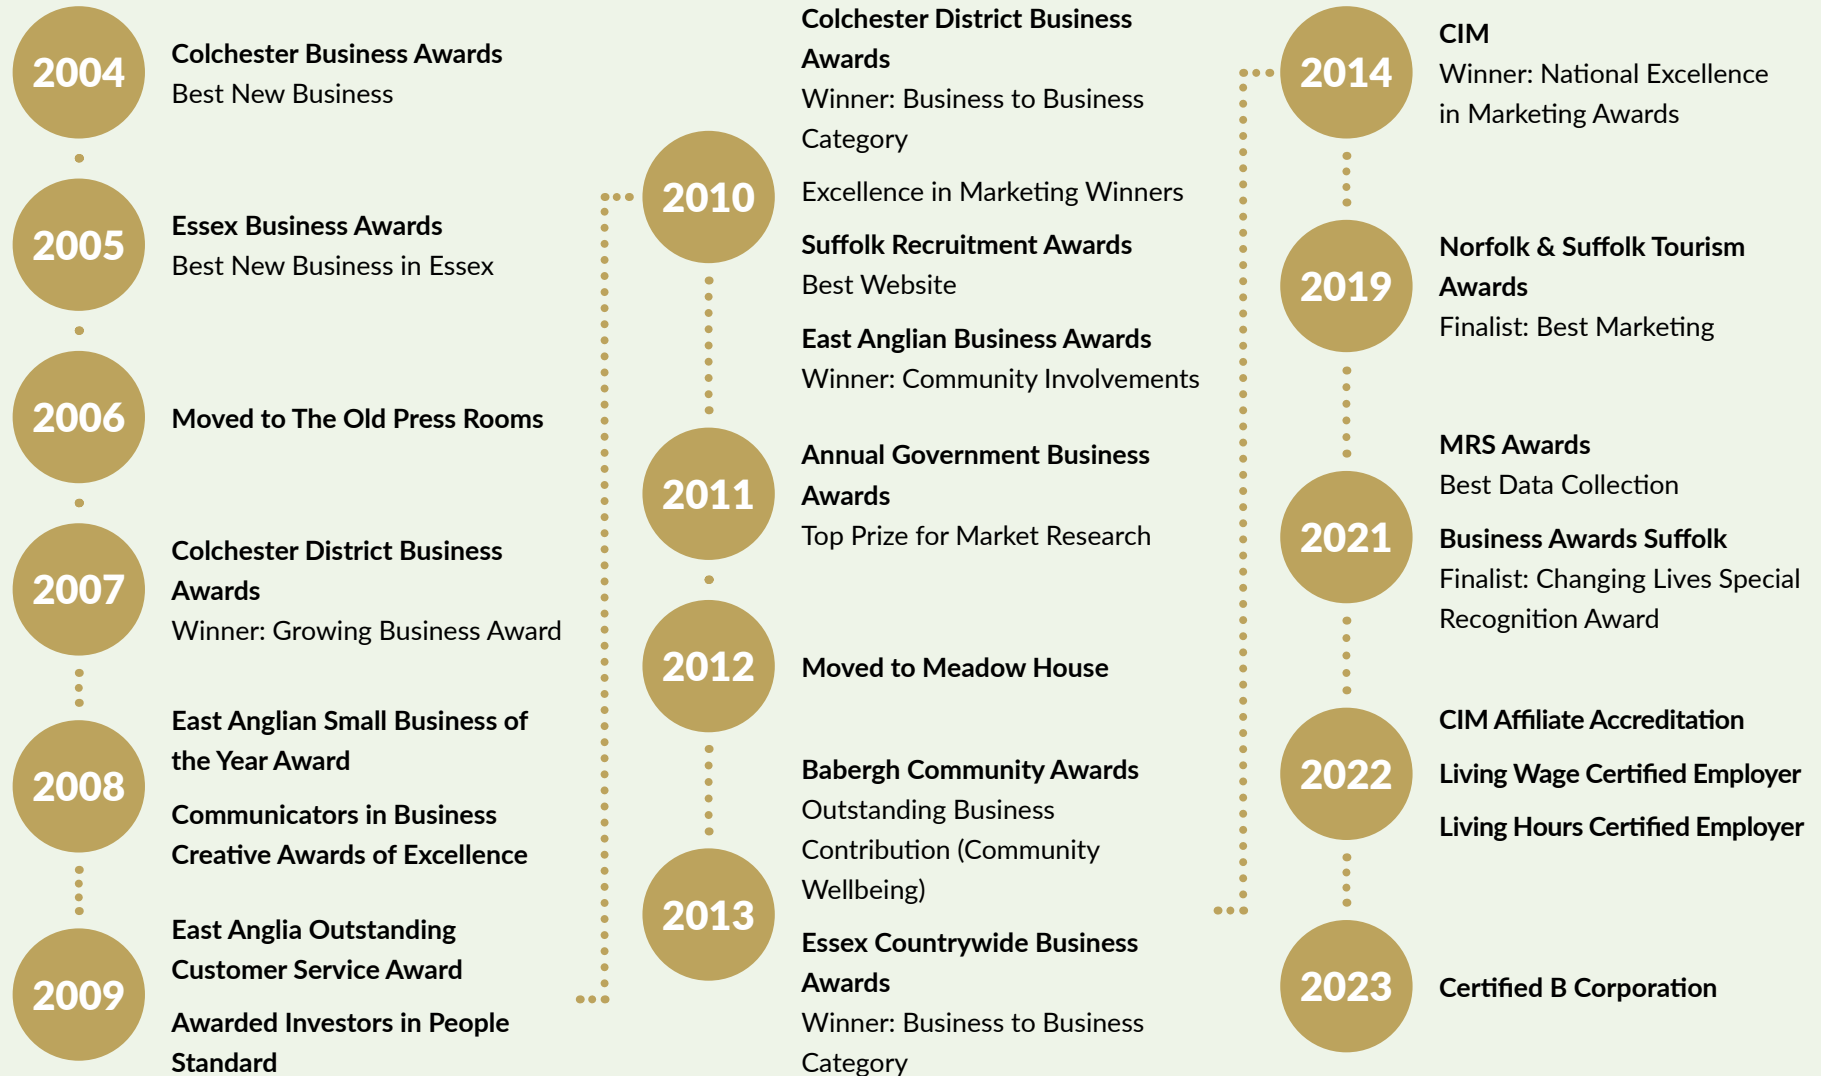 2004
Colchester Business Awards
Best New Business
2005
Essex Business Awards
Best New Business in Essex
2006
Moved to The Old Press Rooms
2007
Colchester District Business
Awards
Winner: Growing Business Award
2008
East Anglian Small Business of
the Year Award
Communicators in Business
Creative Awards of Excellence
2009
East Anglia Outstanding
Customer Service Award
Awarded Investors in People
Standard
2010
Colchester District Business
Awards
Winner: Business to Business
Category
Excellence in Marketing Winners
Suffolk Recruitment Awards
Best Website
East Anglian Business Awards
Winner: Community Involvements
2011
Annual Government Business
Awards
Top Prize for Market Research
2012
Moved to Meadow House
2013
Babergh Community Awards
Outstanding Business
Contribution (Community
Wellbeing)
Essex Countrywide Business
Awards
Winner: Business to Business
Category
2014
CIM
Winner: National Excellence
in Marketing Awards
2019
Norfolk & Suffolk Tourism
Awards
Finalist: Best Marketing
2021
MRS Awards
Best Data Collection
Business Awards Suffolk
Finalist: Changing Lives Special
Recognition Award
2022
CIM Affiliate Accreditation
Living Wage Certified Employer
Living Hours Certified Employer
2023
Certified B Corporation